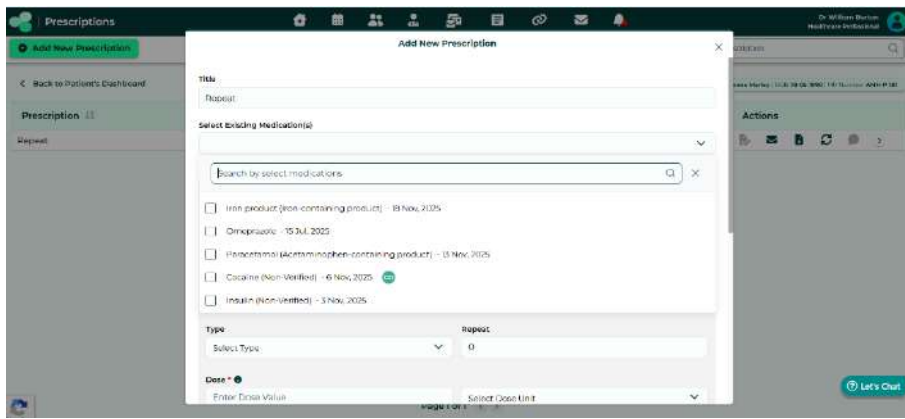 Prescriptions
Dr William Burton
Healthcare Professional
Add New Prescription
Add New Prescription
Back to Patient's Dashboard
Title
Repeat
Select Existing Medication(s)
Prescription
Actions
Repeat
Search by select medications
Iron product (Iron-containing product) - 18 Nov, 2025
Omeprazole - 15 Jul, 2025
Paracetamol (Acetaminophen-containing product) - 13 Nov, 2025
Cocaine (Non-Verified) - 6 Nov, 2025
Insulin (Non-Verified) - 3 Nov, 2025
Type
Repeat
Select Type
0
Dose *
Enter Dose Value
Select Dose Unit
Page 1 of 1
Let's Chat